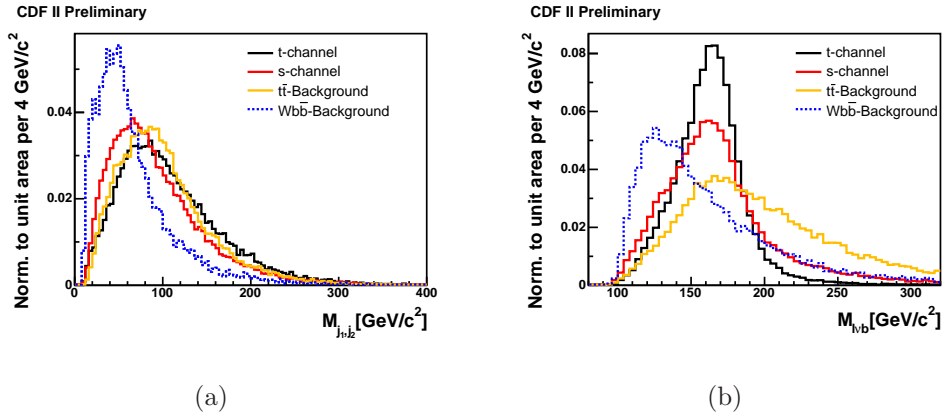 CDF II Preliminary
Norm. to unit area per 4 GeV/c²
0.04
0.02
0
t-channel
s-channel
tt̄-Background
Wbb̄-Background
0 100 200 300 400
M_{j₁,j₂}[GeV/c²]
(a)
CDF II Preliminary
Norm. to unit area per 4 GeV/c²
0.08
0.06
0.04
0.02
0
t-channel
s-channel
tt̄-Background
Wbb̄-Background
100 150 200 250 300
M_{lνb}[GeV/c²]
(b)